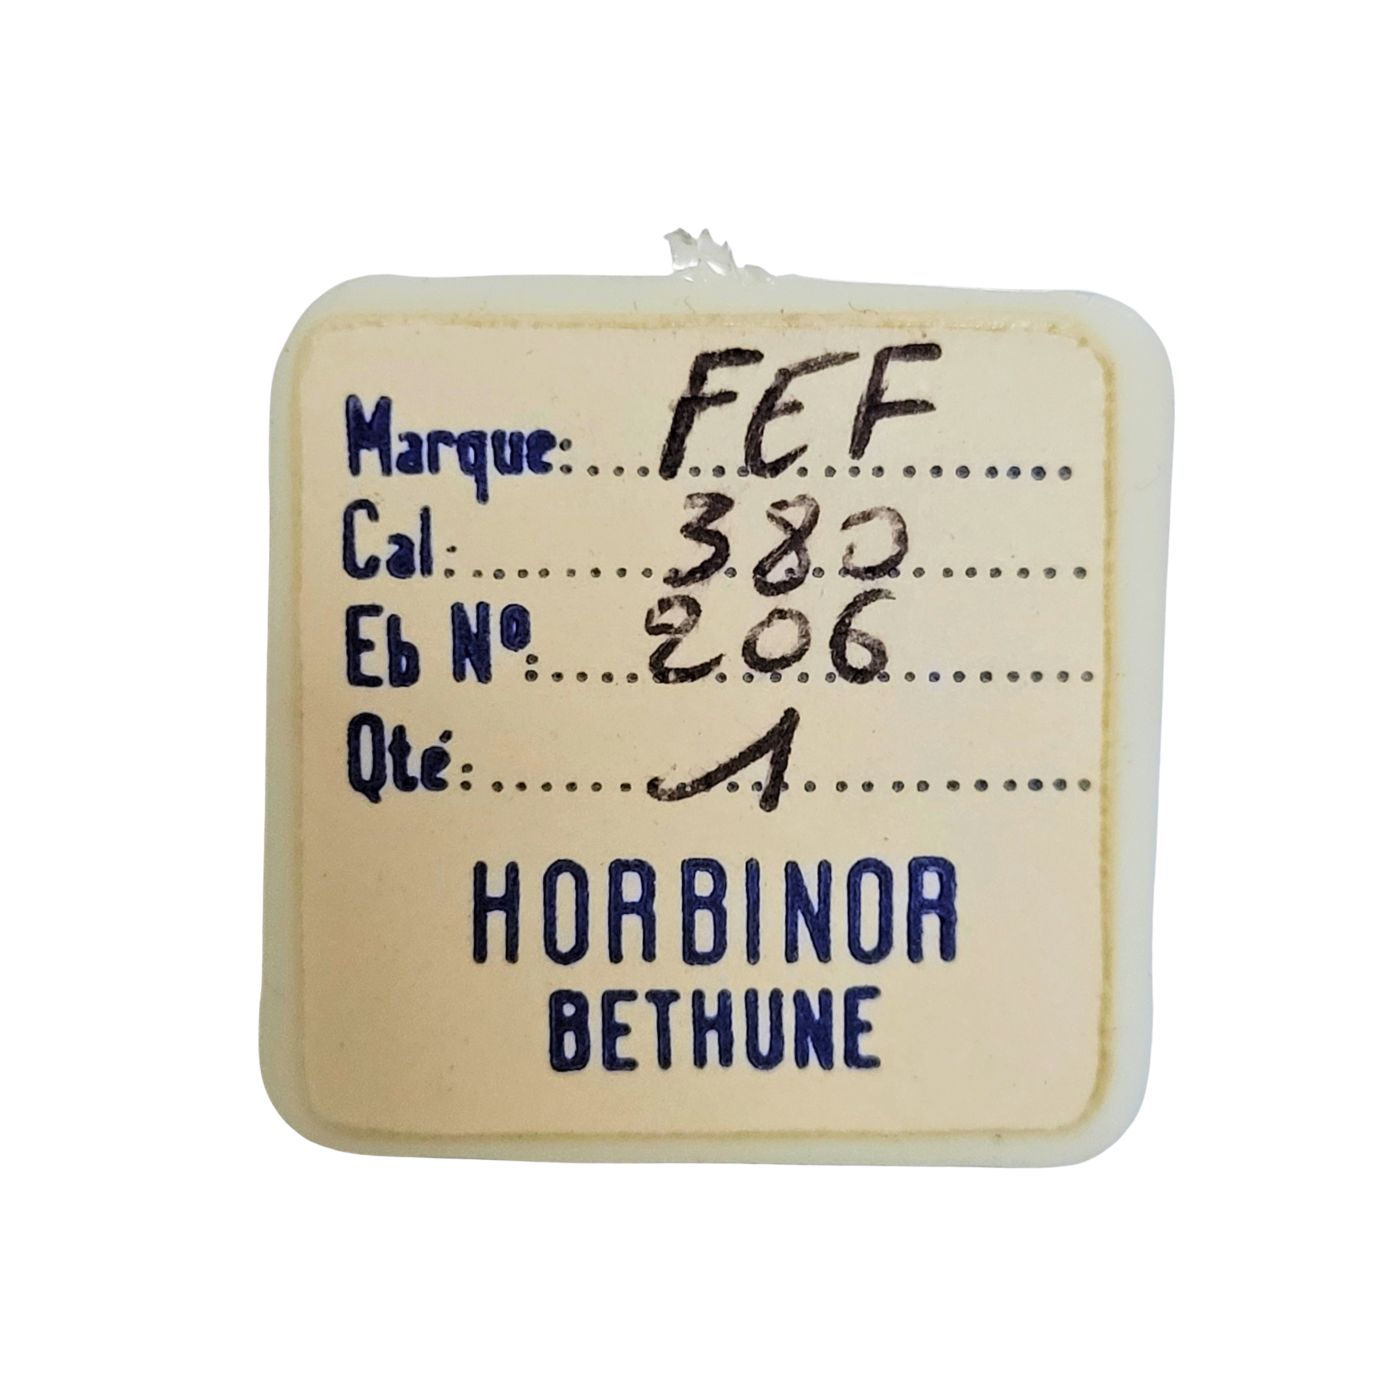 Marque: FEF
Cal: 380
Eb Nº: 206
Qté: 1
HORBINOR
BETHUNE